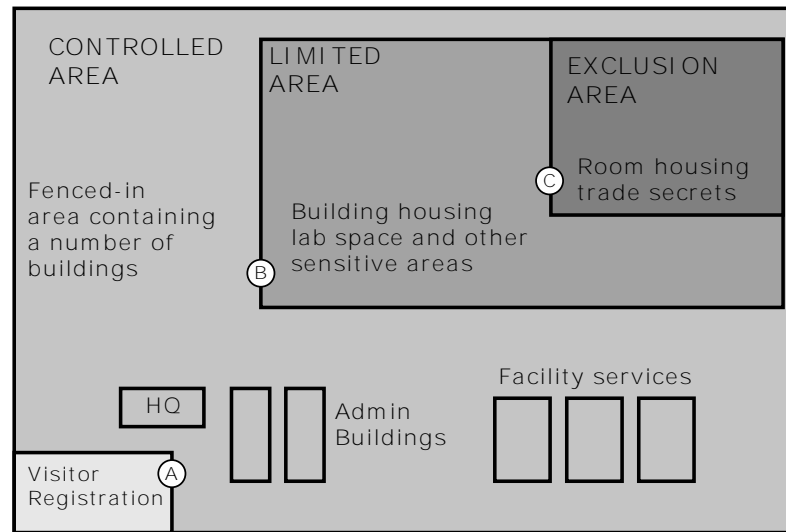 CONTROLLED
AREA
LIMITED
AREA
EXCLUSION
AREA
Room housing
trade secrets
C
Fenced-in
area containing
a number of
buildings
Building housing
lab space and other
sensitive areas
B
Facility services
HQ
Admin
Buildings
Visitor
Registration
A